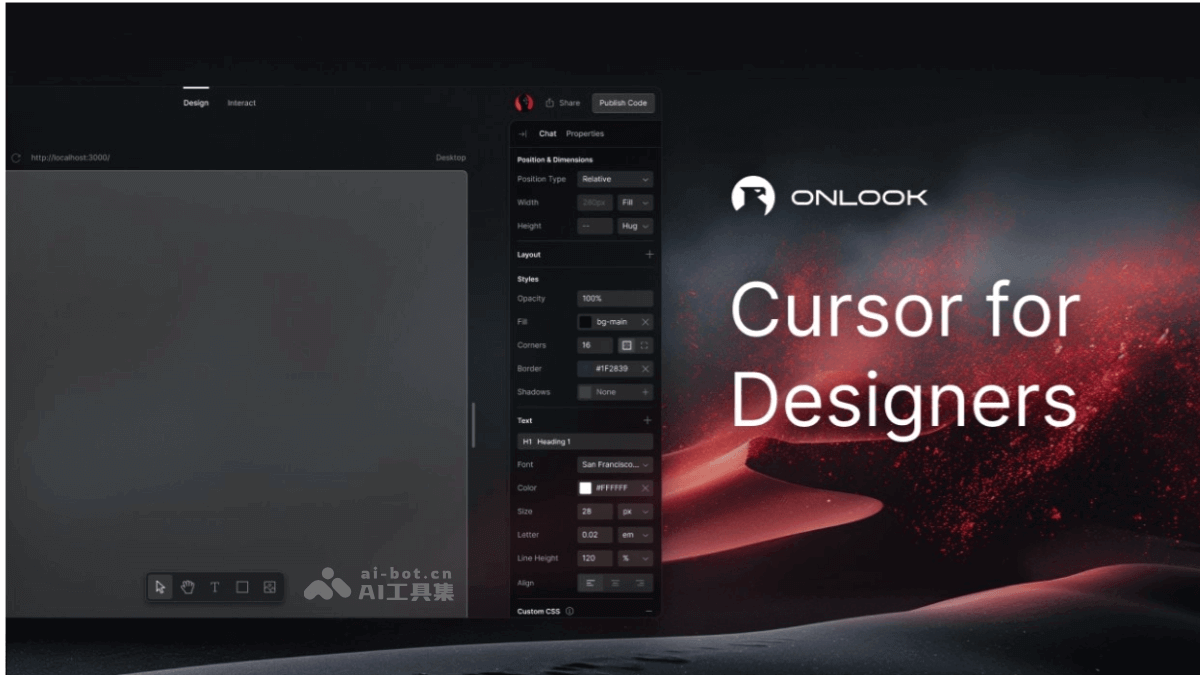 Design Interact
Share Publish Code
Chat Properties
http://localhost:3000/ Desktop
Position & Dimensions
Position Type Relative
Width 280px Fill
Height -- Hug
Layout
Styles
Opacity 100%
Fill bg-main
Corners 16
Border #1F2839
Shadows None
Text
H1 Heading 1
Font San Francisco...
Color #FFFFFF
Size 28 px
Letter 0.02 em
Line Height 120 %
Align
Custom CSS
ONLOOK
Cursor for
Designers
ai-bot.cn
AI工具集